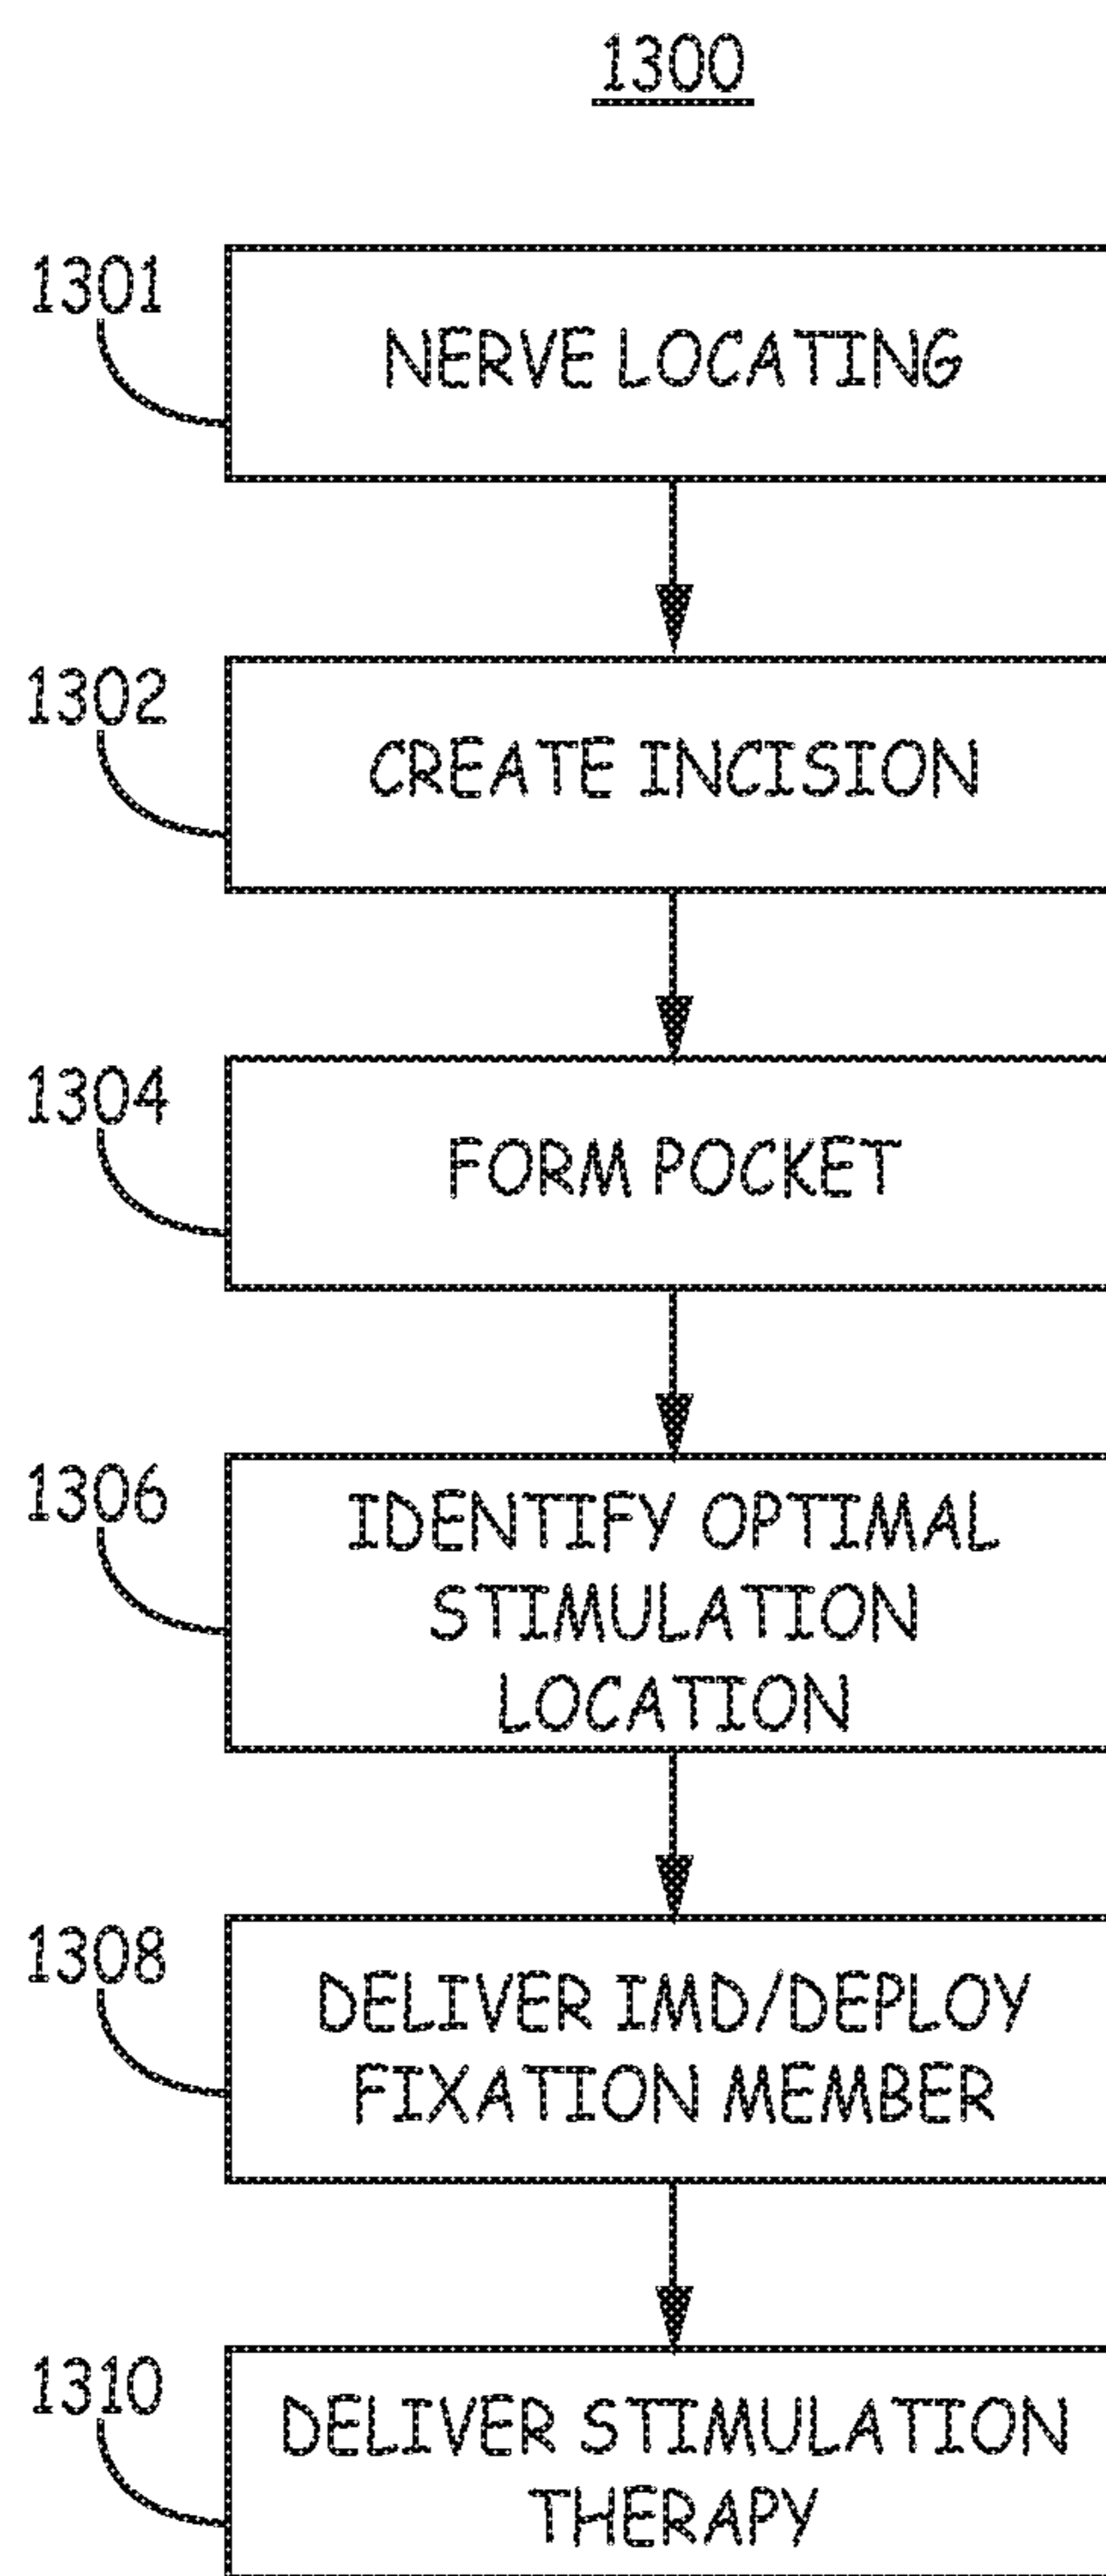 1300
1301
NERVE LOCATING
1302
CREATE INCISION
1304
FORM POCKET
1306
IDENTIFY OPTIMAL
STIMULATION
LOCATION
1308
DELIVER IMD/DEPLOY
FIXATION MEMBER
1310
DELIVER STIMULATION
THERAPY